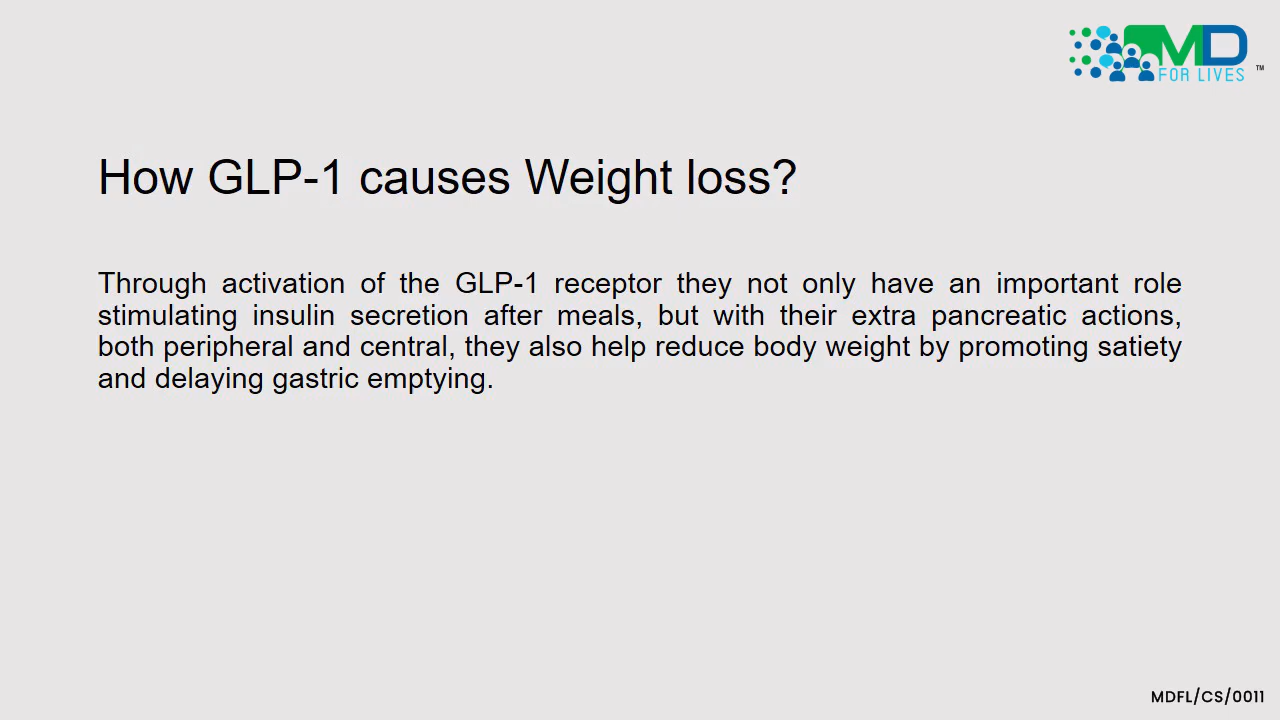 MD
FOR LIVES
TM
How GLP-1 causes Weight loss?
Through activation of the GLP-1 receptor they not only have an important role
stimulating insulin secretion after meals, but with their extra pancreatic actions,
both peripheral and central, they also help reduce body weight by promoting satiety
and delaying gastric emptying.
MDFL/CS/0011